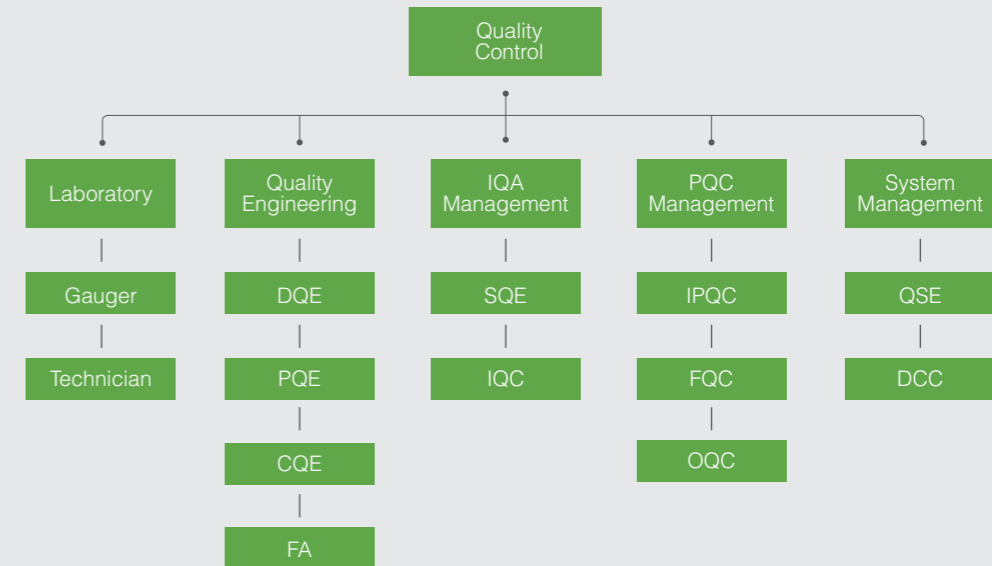 Quality
Control
Laboratory
Quality
Engineering
IQA
Management
PQC
Management
System
Management
Gauger
DQE
SQE
IPQC
QSE
Technician
PQE
IQC
FQC
DCC
CQE
OQC
FA